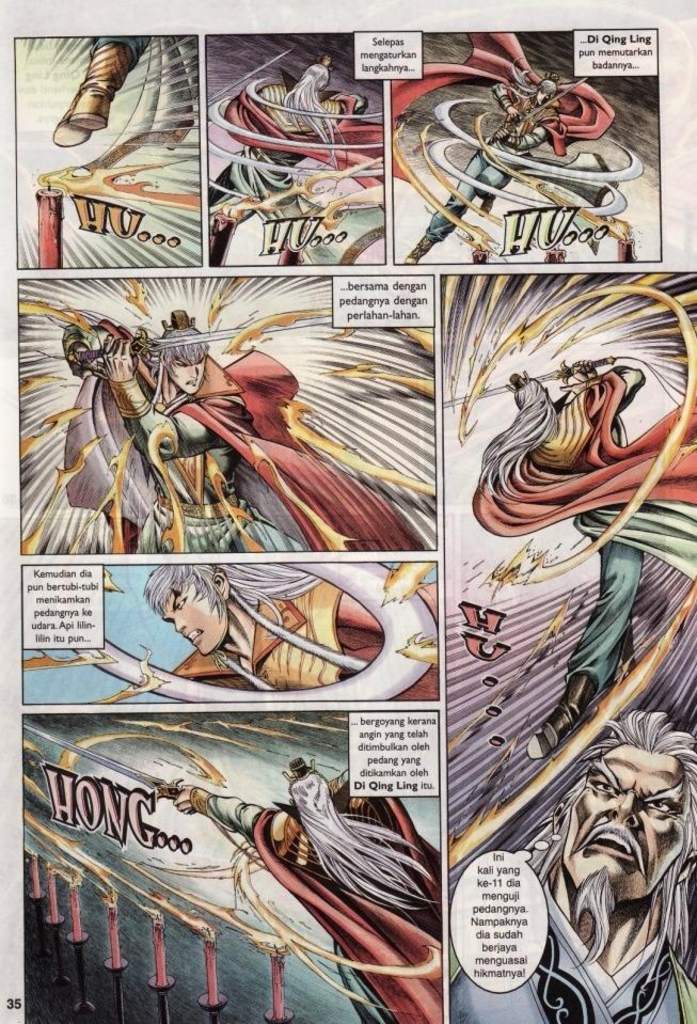 HU...
Selepas
mengaturkan
langkahnya...
HU...
...Di Qing Ling
pun memutarkan
badannya...
HU...
...bersama dengan
pedangnya dengan
perlahan-lahan.
HU...
Kemudian dia
pun bertubi-tubi
menikamkan
pedangnya ke
udara. Api lilin-
lilin itu pun...
... bergoyang kerana
angin yang telah
ditimbulkan oleh
pedang yang
ditikamkan oleh
Di Qing Ling itu.
HONG...
Ini
kali yang
ke-11 dia
menguji
pedangnya.
Nampaknya
dia sudah
berjaya
menguasai
hikmatnya!
35